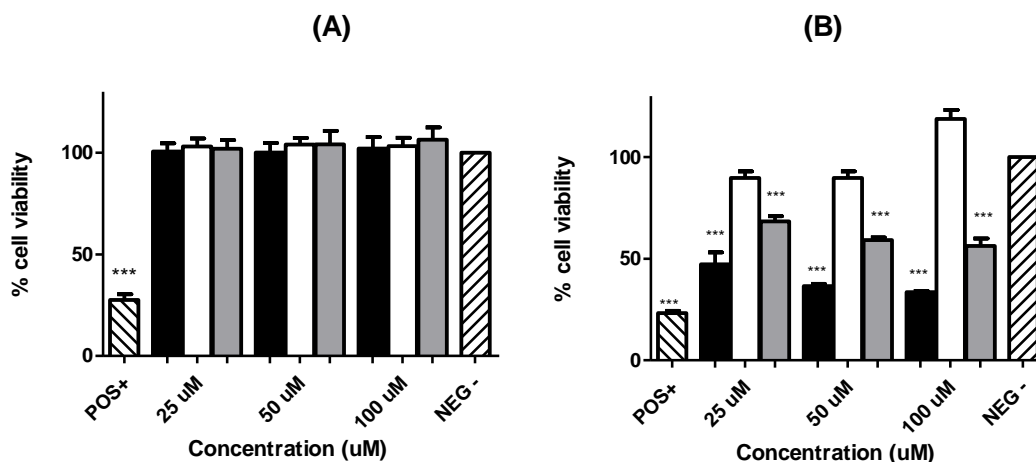 (A)
(B)
% cell viability
100
50
0
***
POS+
25 uM
50 uM
100 uM
NEG -
Concentration (uM)
% cell viability
100
50
0
***
***
***
***
***
***
***
POS+
25 uM
50 uM
100 uM
NEG -
Concentration (uM)